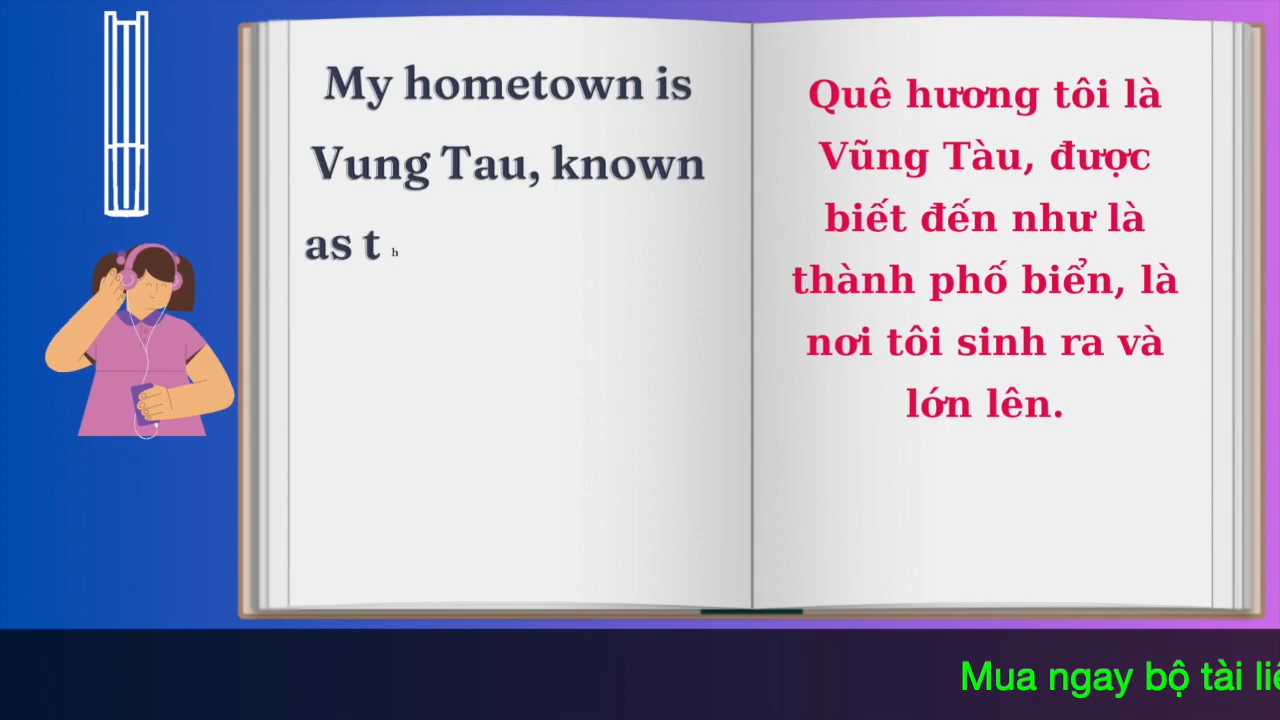 My hometown is
Vung Tau, known
as th
Quê hương tôi là
Vũng Tàu, được
biết đến như là
thành phố biển, là
nơi tôi sinh ra và
lớn lên.
Mua ngay bộ tài